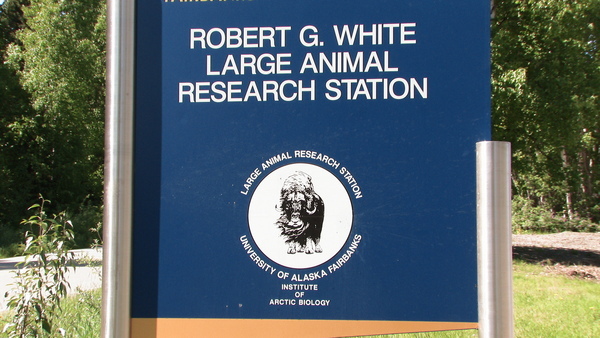 ROBERT G. WHITE
LARGE ANIMAL
RESEARCH STATION
LARGE ANIMAL RESEARCH STATION
UNIVERSITY OF ALASKA FAIRBANKS
INSTITUTE
OF
ARCTIC BIOLOGY